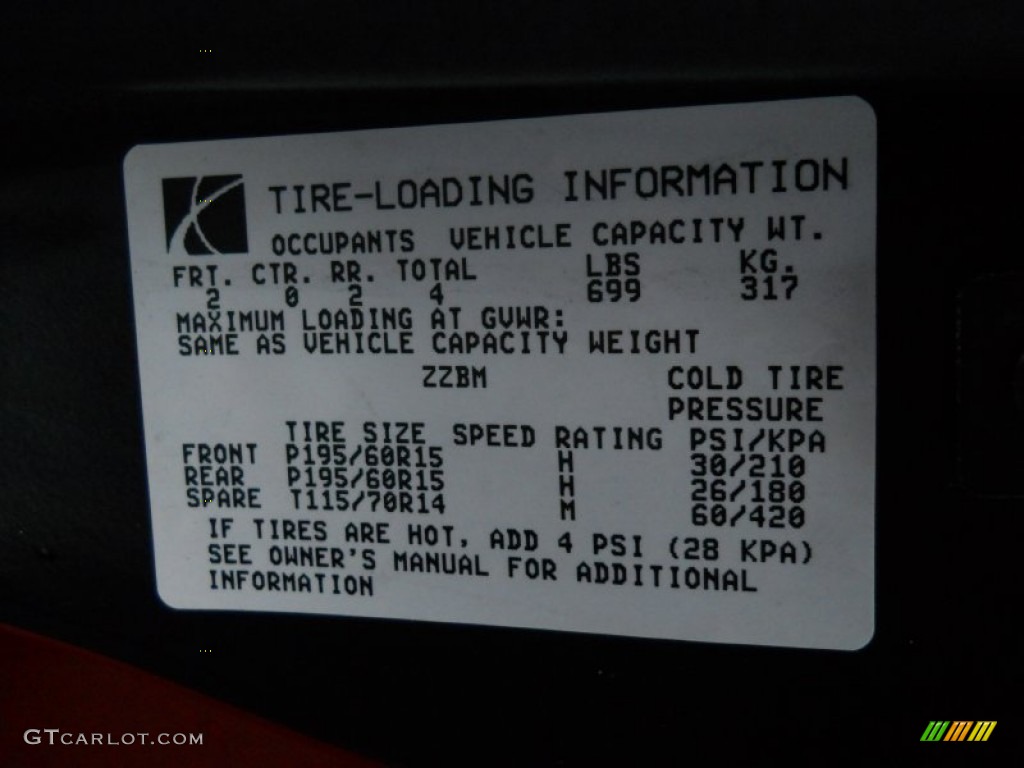 TIRE-LOADING INFORMATION
OCCUPANTS VEHICLE CAPACITY WT.
FRT. CTR. RR. TOTAL LBS KG.
2 0 2 4 699 317
MAXIMUM LOADING AT GVWR:
SAME AS VEHICLE CAPACITY WEIGHT
ZZBM COLD TIRE
PRESSURE
TIRE SIZE SPEED RATING PSI/KPA
FRONT P195/60R15 H 30/210
REAR P195/60R15 H 26/180
SPARE T115/70R14 M 60/420
IF TIRES ARE HOT, ADD 4 PSI (28 KPA)
SEE OWNER'S MANUAL FOR ADDITIONAL
INFORMATION
GTCARLOT.COM